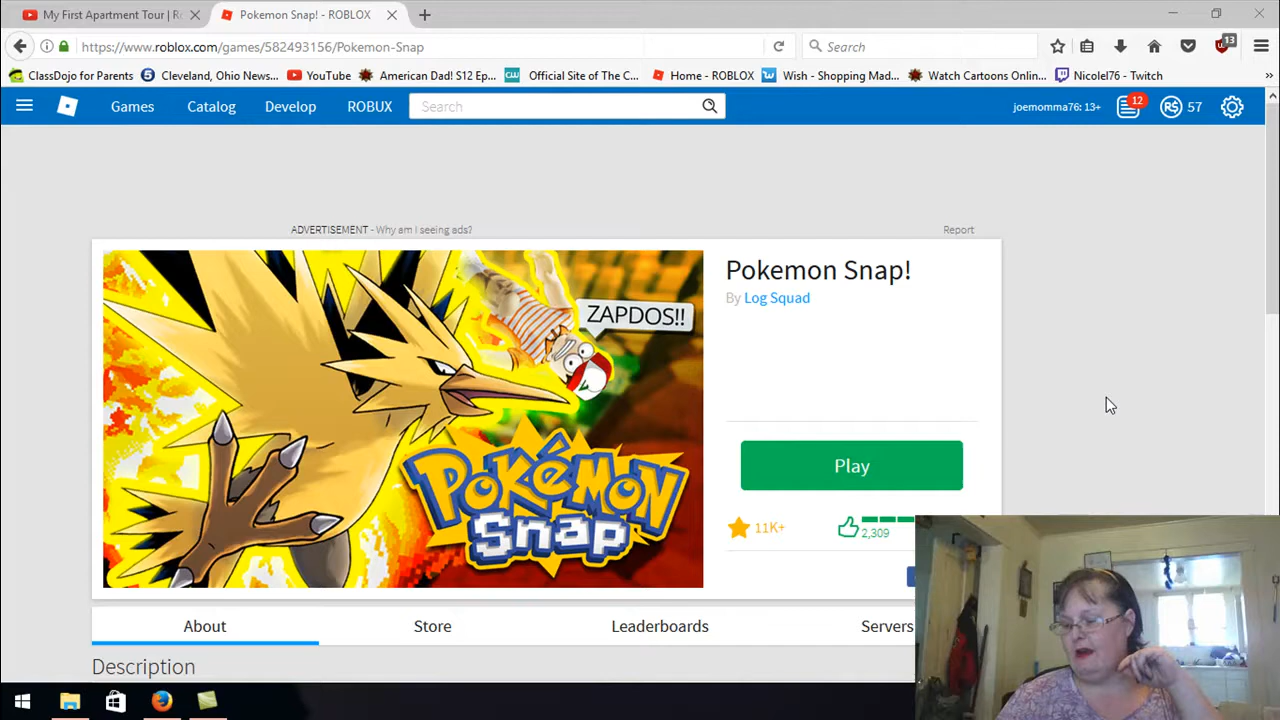 My First Apartment Tour | R
Pokemon Snap! - ROBLOX
https://www.roblox.com/games/582493156/Pokemon-Snap
Search
13
ClassDojo for Parents
Cleveland, Ohio News...
YouTube
American Dad! S12 Ep...
Official Site of The C...
Home - ROBLOX
Wish - Shopping Mad...
Watch Cartoons Onlin...
Nicolel76 - Twitch
Games
Catalog
Develop
ROBUX
Search
joemomma76: 13+
12
R$ 57
ADVERTISEMENT - Why am I seeing ads?
Report
ZAPDOS!!
POKéMON
Snap
Pokemon Snap!
By Log Squad
Play
11K+
2,309
About
Store
Leaderboards
Servers
Description